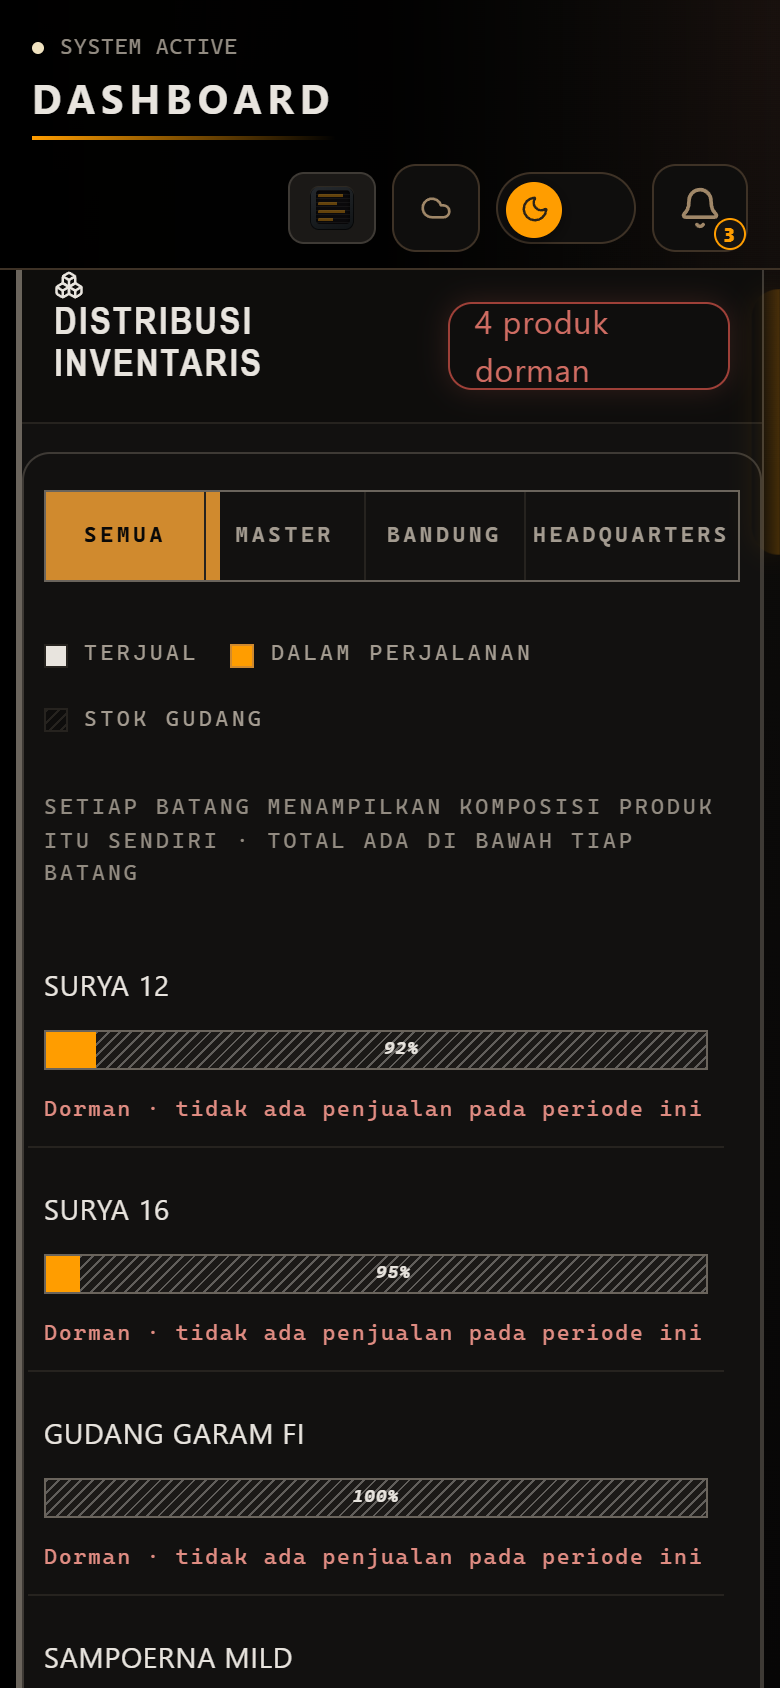 SYSTEM ACTIVE
DASHBOARD
3
DISTRIBUSI
INVENTARIS
4 produk
dorman
SEMUA
MASTER
BANDUNG
HEADQUARTERS
TERJUAL
DALAM PERJALANAN
STOK GUDANG
SETIAP BATANG MENAMPILKAN KOMPOSISI PRODUK
ITU SENDIRI · TOTAL ADA DI BAWAH TIAP
BATANG
SURYA 12
92%
Dorman · tidak ada penjualan pada periode ini
SURYA 16
95%
Dorman · tidak ada penjualan pada periode ini
GUDANG GARAM FI
100%
Dorman · tidak ada penjualan pada periode ini
SAMPOERNA MILD